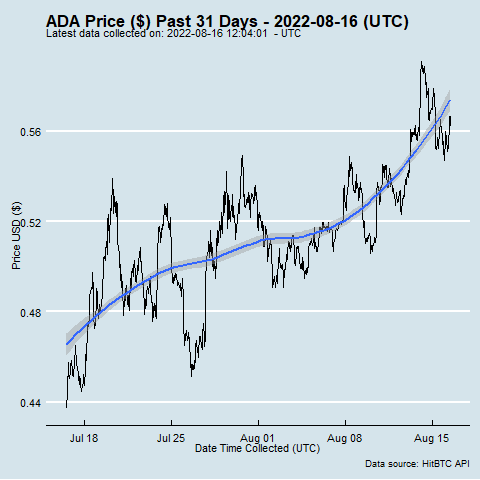 ADA Price ($) Past 31 Days - 2022-08-16 (UTC)
Latest data collected on: 2022-08-16 12:04:01 - UTC
Price USD ($)
0.56
0.52
0.48
0.44
Jul 18 Jul 25 Aug 01 Aug 08 Aug 15
Date Time Collected (UTC)
Data source: HitBTC API